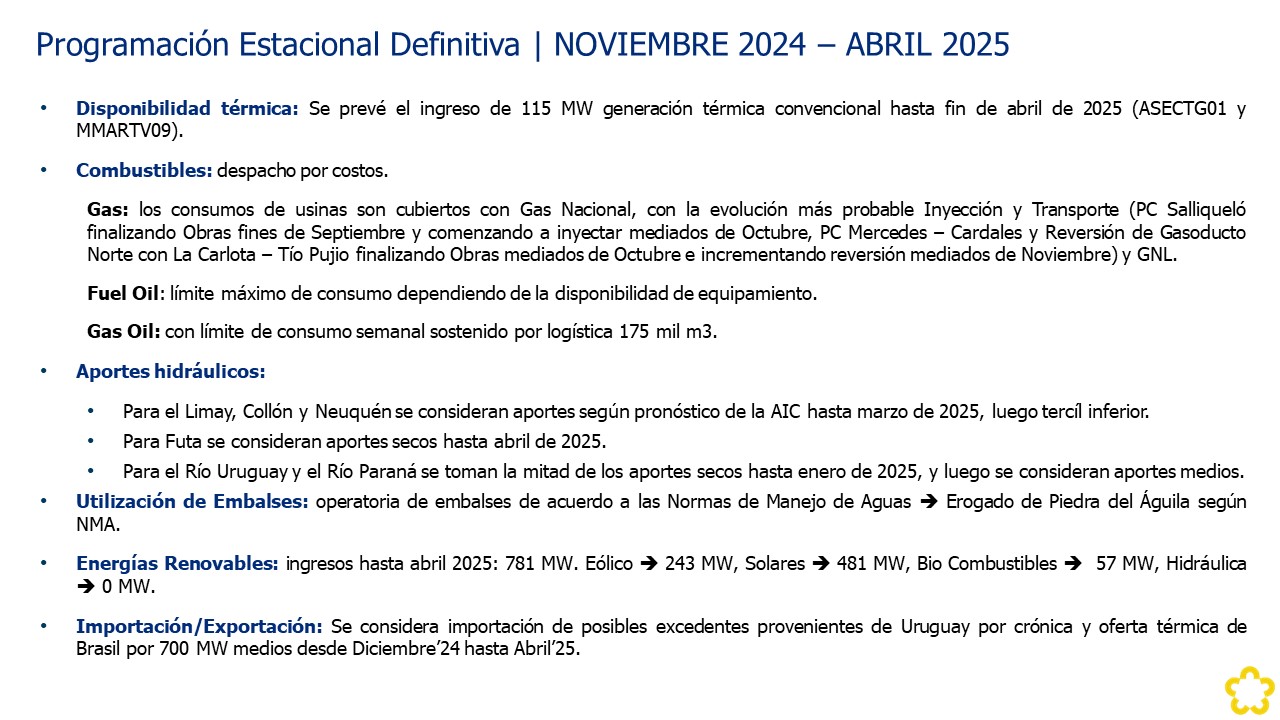 Programación Estacional Definitiva | NOVIEMBRE 2024 – ABRIL 2025
• Disponibilidad térmica: Se prevé el ingreso de 115 MW generación térmica convencional hasta fin de abril de 2025 (ASECTG01 y
MMARTV09).
• Combustibles: despacho por costos.
Gas: los consumos de usinas son cubiertos con Gas Nacional, con la evolución más probable Inyección y Transporte (PC Salliqueló
finalizando Obras fines de Septiembre y comenzando a inyectar mediados de Octubre, PC Mercedes – Cardales y Reversión de Gasoducto
Norte con La Carlota – Tío Pujio finalizando Obras mediados de Octubre e incrementando reversión mediados de Noviembre) y GNL.
Fuel Oil: límite máximo de consumo dependiendo de la disponibilidad de equipamiento.
Gas Oil: con límite de consumo semanal sostenido por logística 175 mil m3.
• Aportes hidráulicos:
• Para el Limay, Collón y Neuquén se consideran aportes según pronóstico de la AIC hasta marzo de 2025, luego tercíl inferior.
• Para Futa se consideran aportes secos hasta abril de 2025.
• Para el Río Uruguay y el Río Paraná se toman la mitad de los aportes secos hasta enero de 2025, y luego se consideran aportes medios.
• Utilización de Embalses: operatoria de embalses de acuerdo a las Normas de Manejo de Aguas ➔ Erogado de Piedra del Águila según
NMA.
• Energías Renovables: ingresos hasta abril 2025: 781 MW. Eólico ➔ 243 MW, Solares ➔ 481 MW, Bio Combustibles ➔ 57 MW, Hidráulica
➔ 0 MW.
• Importación/Exportación: Se considera importación de posibles excedentes provenientes de Uruguay por crónica y oferta térmica de
Brasil por 700 MW medios desde Diciembre’24 hasta Abril’25.